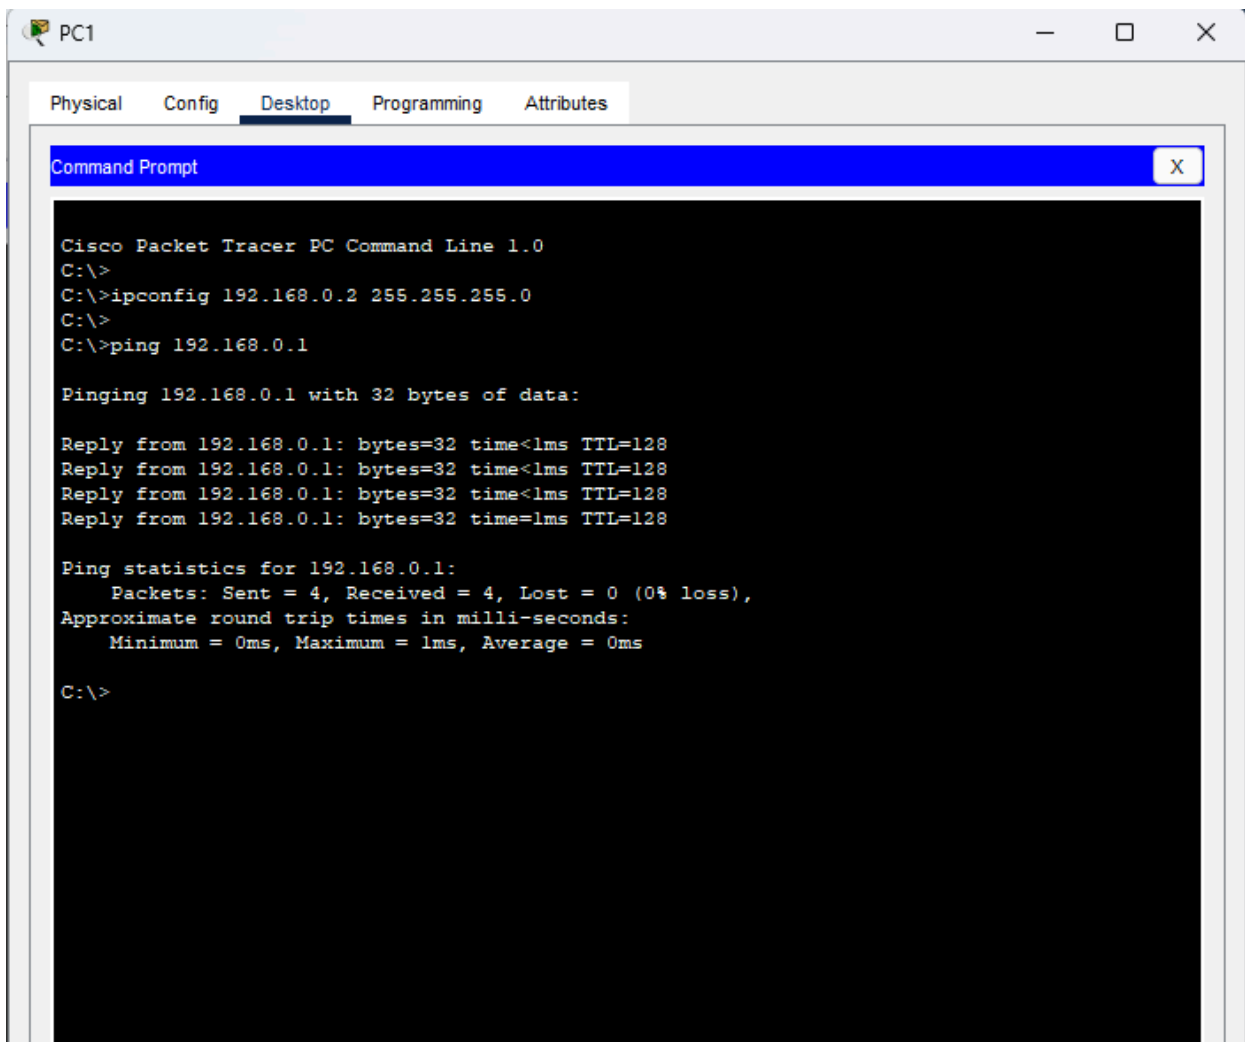 PC1
Physical Config Desktop Programming Attributes
Command Prompt
X
Cisco Packet Tracer PC Command Line 1.0
C:\>
C:\>ipconfig 192.168.0.2 255.255.255.0
C:\>
C:\>ping 192.168.0.1
Pinging 192.168.0.1 with 32 bytes of data:
Reply from 192.168.0.1: bytes=32 time<1ms TTL=128
Reply from 192.168.0.1: bytes=32 time<1ms TTL=128
Reply from 192.168.0.1: bytes=32 time<1ms TTL=128
Reply from 192.168.0.1: bytes=32 time=1ms TTL=128
Ping statistics for 192.168.0.1:
Packets: Sent = 4, Received = 4, Lost = 0 (0% loss),
Approximate round trip times in milli-seconds:
Minimum = 0ms, Maximum = 1ms, Average = 0ms
C:\>